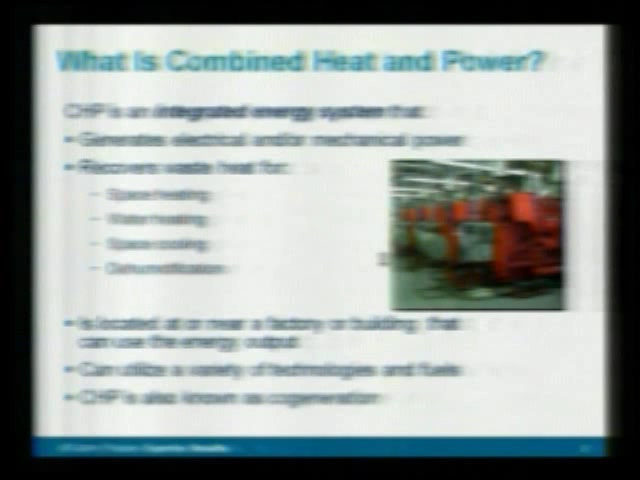 What Is Combined Heat and Power?
CHP is an integrated energy system that:
• Generates electrical and/or mechanical power
• Recovers waste heat for:
– Space heating
– Water heating
– Space cooling
– Dehumidification
• Is located at or near a factory or building, that
can use the energy output
• Can utilize a variety of technologies and fuels
• CHP is also known as cogeneration